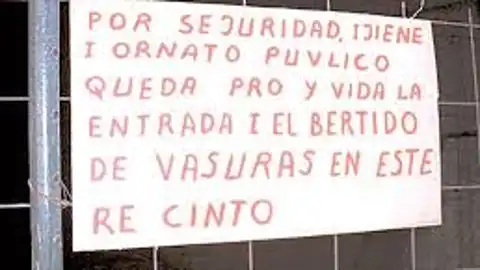 POR SEJURIDAD, IJIENE
I ORNATO PUVLICO
QUEDA PRO Y VIDA LA
ENTRADA I EL BERTIDO
DE VASURAS EN ESTE
RE CINTO